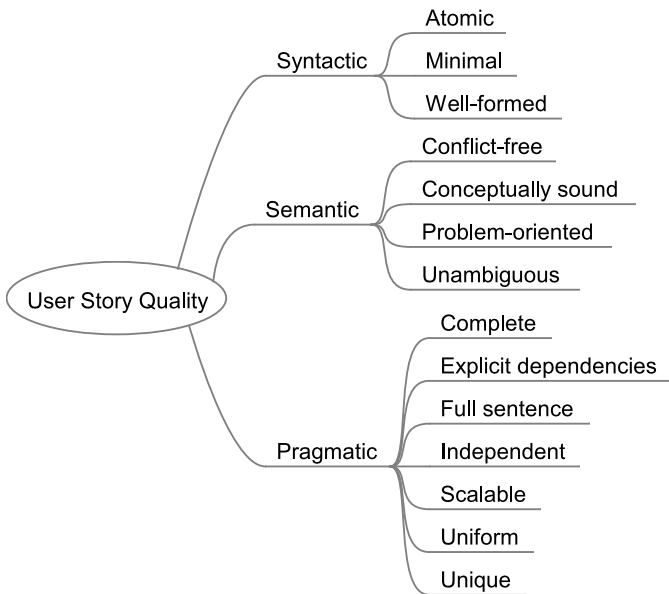 User Story Quality
Syntactic
Atomic
Minimal
Well-formed
Semantic
Conflict-free
Conceptually sound
Problem-oriented
Unambiguous
Pragmatic
Complete
Explicit dependencies
Full sentence
Independent
Scalable
Uniform
Unique